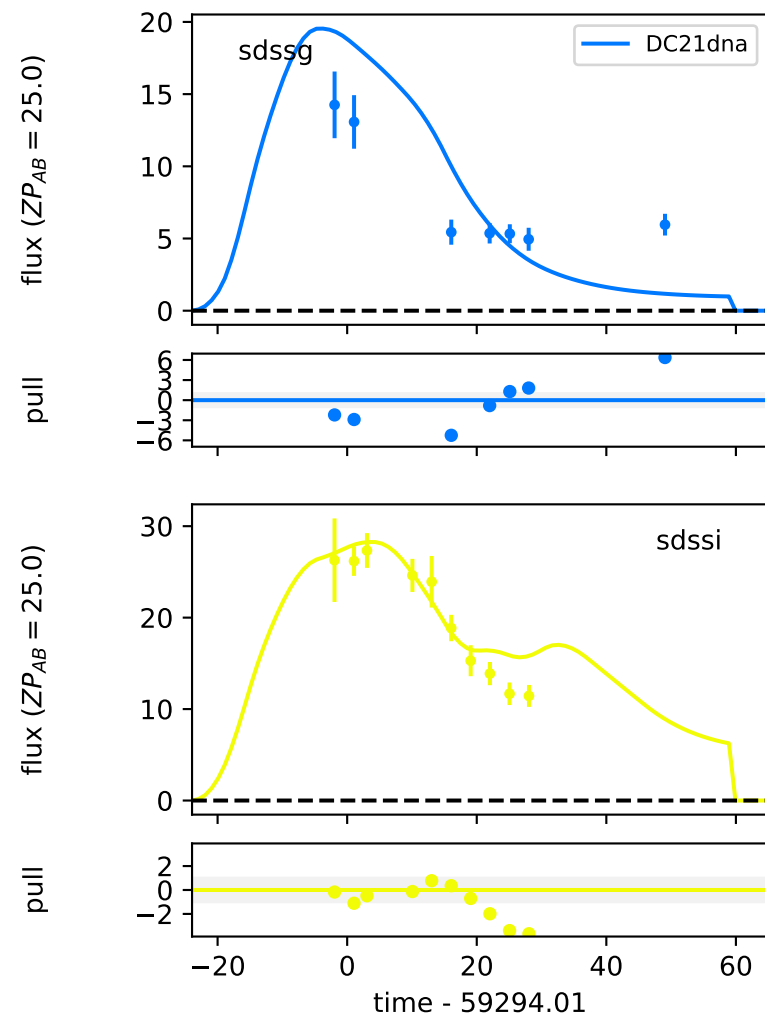 flux (ZP_AB = 25.0)
20
15
10
5
0
sdssg
DC21dna
pull
6
3
0
−3
−6
flux (ZP_AB = 25.0)
30
20
10
0
sdssi
pull
2
0
−2
−20 0 20 40 60
time - 59294.01